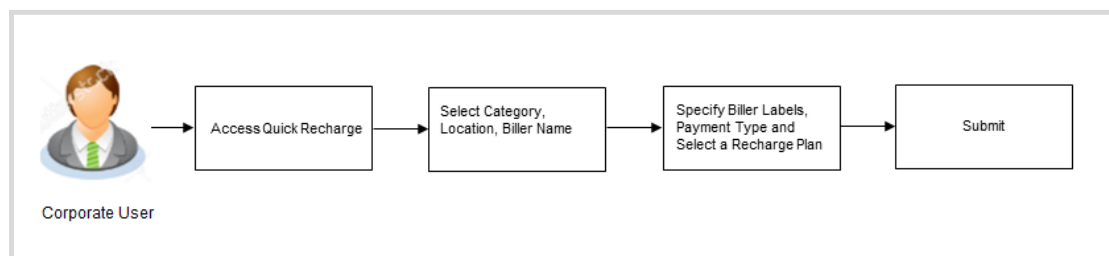 Access Quick Recharge
Select Category,
Location, Biller Name
Specify Biller Labels,
Payment Type and
Select a Recharge Plan
Submit
Corporate User